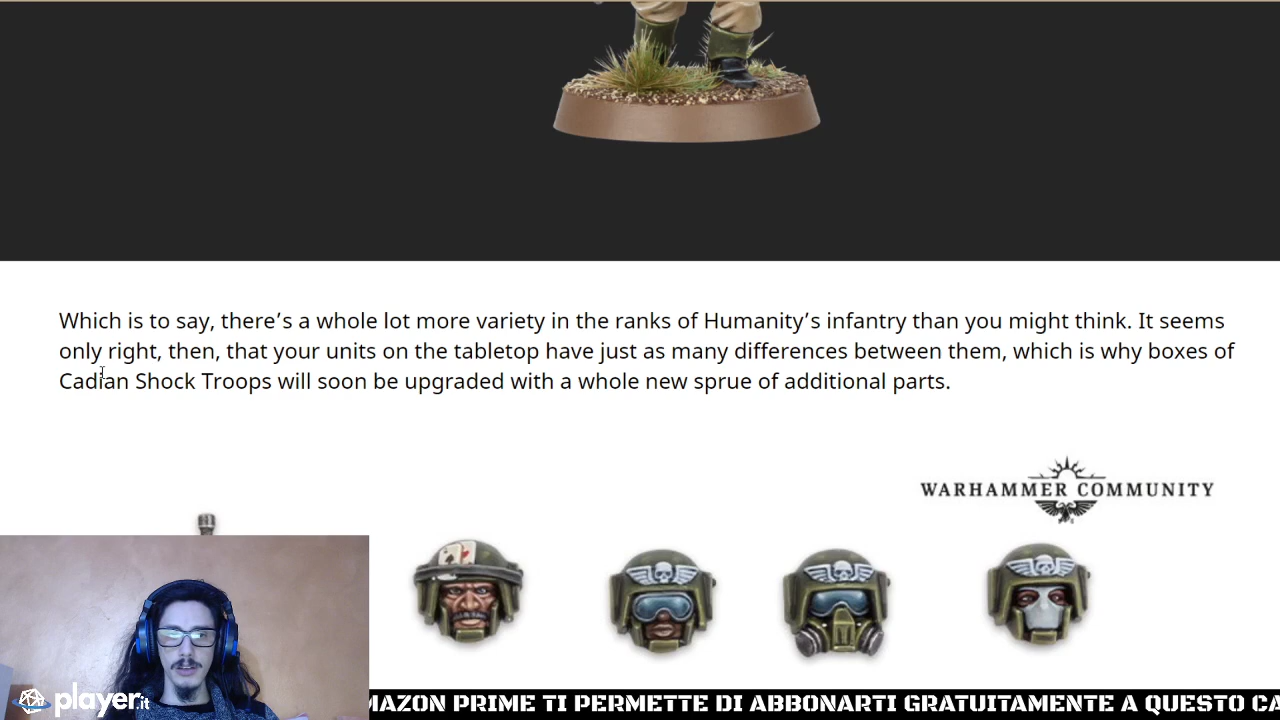 Which is to say, there’s a whole lot more variety in the ranks of Humanity’s infantry than you might think. It seems
only right, then, that your units on the tabletop have just as many differences between them, which is why boxes of
Cadian Shock Troops will soon be upgraded with a whole new sprue of additional parts.
WARHAMMER COMMUNITY
player.it
MAZON PRIME TI PERMETTE DI ABBONARTI GRATUITAMENTE A QUESTO CA